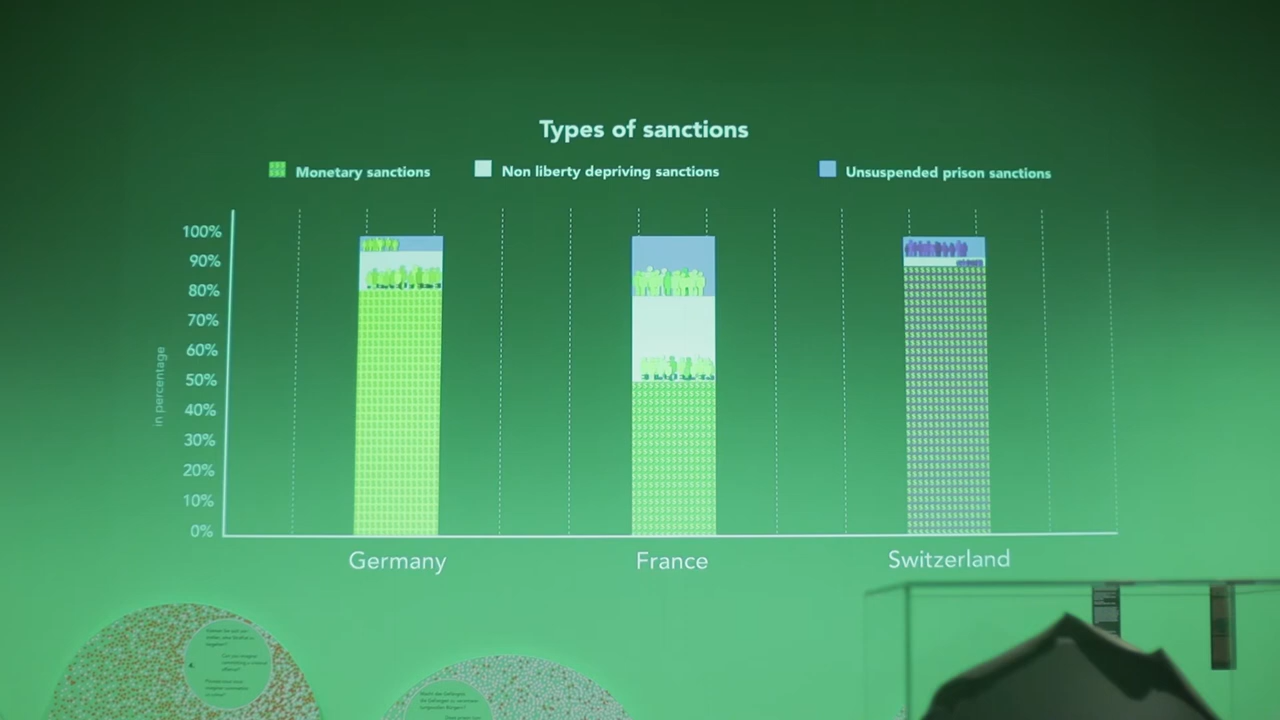 Types of sanctions
Monetary sanctions
Non liberty depriving sanctions
Unsuspended prison sanctions
100%
90%
80%
70%
60%
50%
40%
30%
20%
10%
0%
in percentage
Germany
France
Switzerland